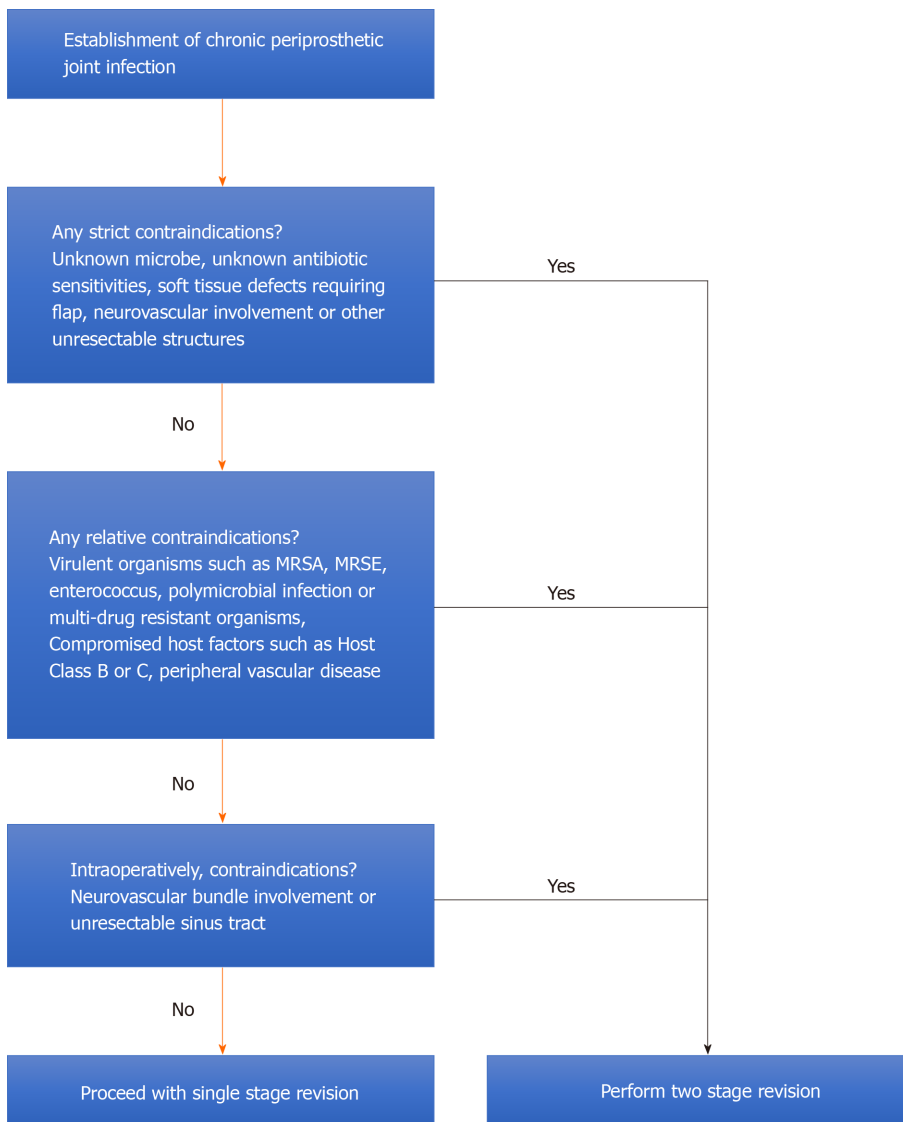 Establishment of chronic periprosthetic
joint infection
Any strict contraindications?
Unknown microbe, unknown antibiotic
sensitivities, soft tissue defects requiring
flap, neurovascular involvement or other
unresectable structures
Yes
No
Any relative contraindications?
Virulent organisms such as MRSA, MRSE,
enterococcus, polymicrobial infection or
multi-drug resistant organisms,
Compromised host factors such as Host
Class B or C, peripheral vascular disease
Yes
No
Intraoperatively, contraindications?
Neurovascular bundle involvement or
unresectable sinus tract
Yes
No
Proceed with single stage revision
Perform two stage revision